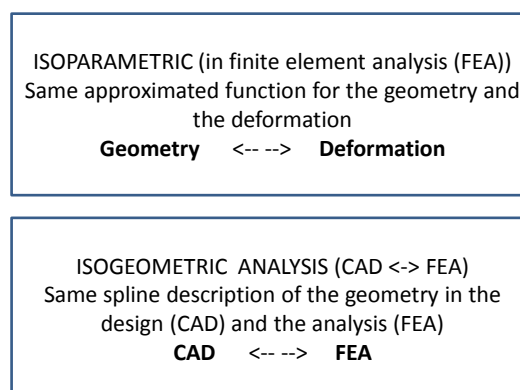 ISOPARAMETRIC (in finite element analysis (FEA))
Same approximated function for the geometry and
the deformation
Geometry <-- --> Deformation
ISOGEOMETRIC ANALYSIS (CAD <-> FEA)
Same spline description of the geometry in the
design (CAD) and the analysis (FEA)
CAD <-- --> FEA